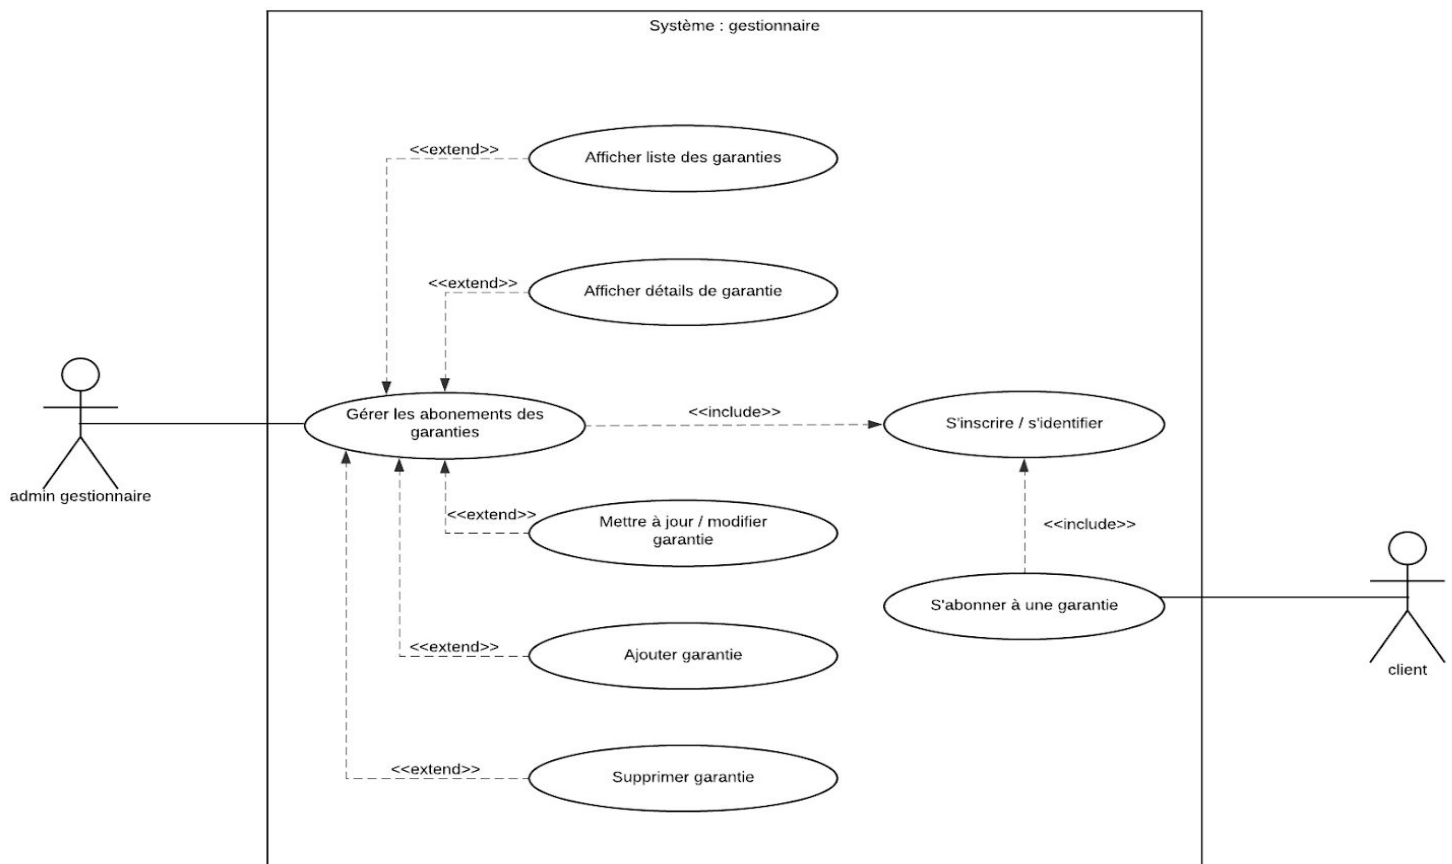 Système : gestionnaire
<<extend>>
Afficher liste des garanties
<<extend>>
Afficher détails de garantie
Gérer les abonements des
garanties
<<include>>
S'inscrire / s'identifier
admin gestionnaire
<<extend>>
Mettre à jour / modifier
garantie
<<include>>
S'abonner à une garantie
<<extend>>
Ajouter garantie
client
<<extend>>
Supprimer garantie